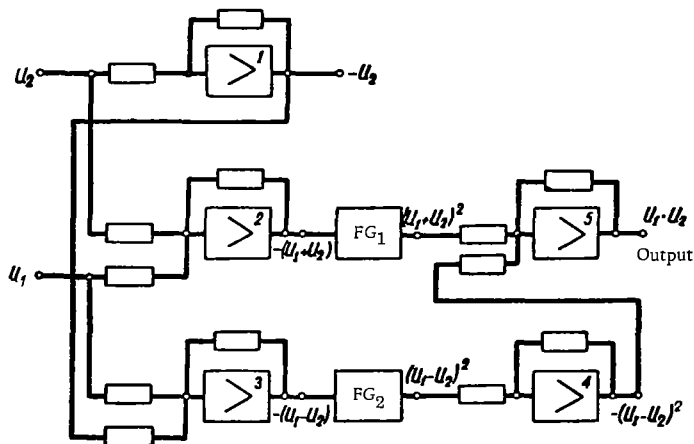 1
U₂
-U₂
2
-(U₁+U₂)
FG₁
(U₁+U₂)²
5
U₁·U₂
Output
U₁
3
-(U₁-U₂)
FG₂
(U₁-U₂)²
4
-(U₁-U₂)²